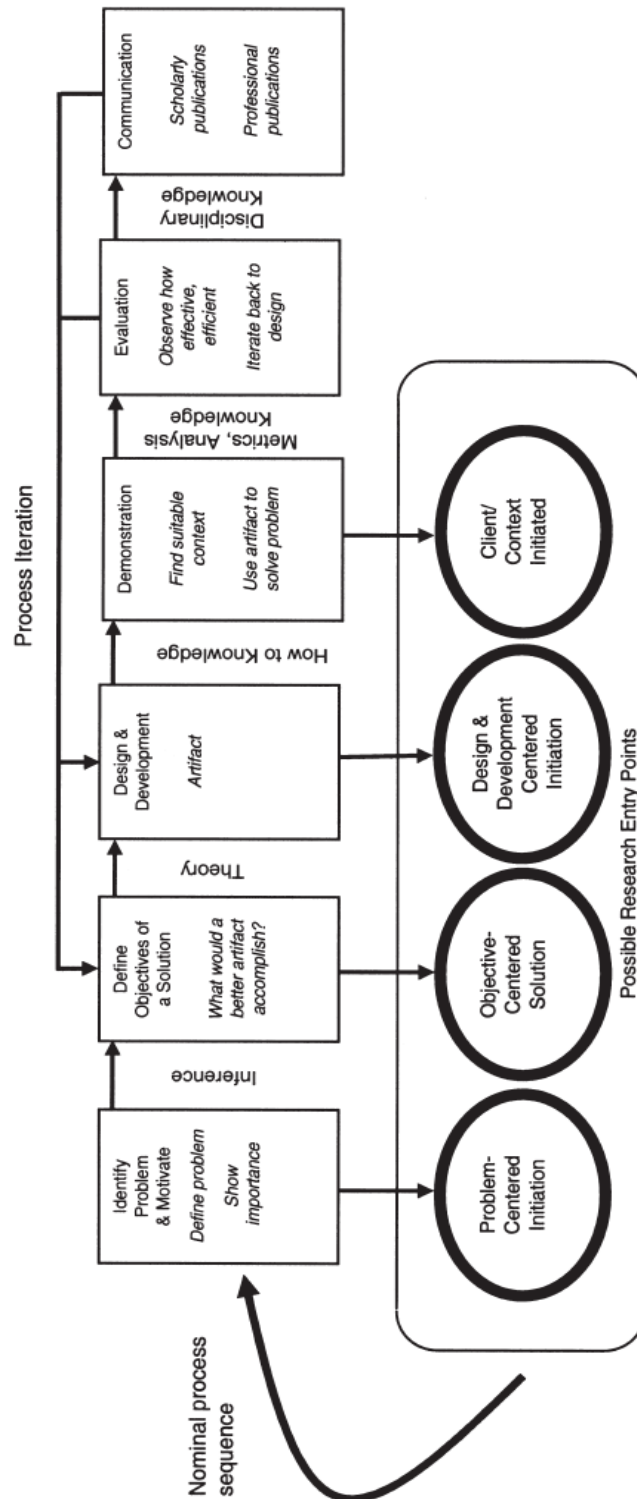 Process Iteration
Nominal process
sequence
Identify
Problem
& Motivate
Define problem
Show
importance
Inference
Define
Objectives of
a Solution
What would a
better artifact
accomplish?
Theory
Design &
Development
Artifact
How to Knowledge
Demonstration
Find suitable
context
Use artifact to
solve problem
Metrics, Analysis
Knowledge
Evaluation
Observe how
effective,
efficient
Iterate back to
design
Disciplinary
Knowledge
Communication
Scholarly
publications
Professional
publications
Problem-
Centered
Initiation
Objective-
Centered
Solution
Design &
Development
Centered
Initiation
Client/
Context
Initiated
Possible Research Entry Points